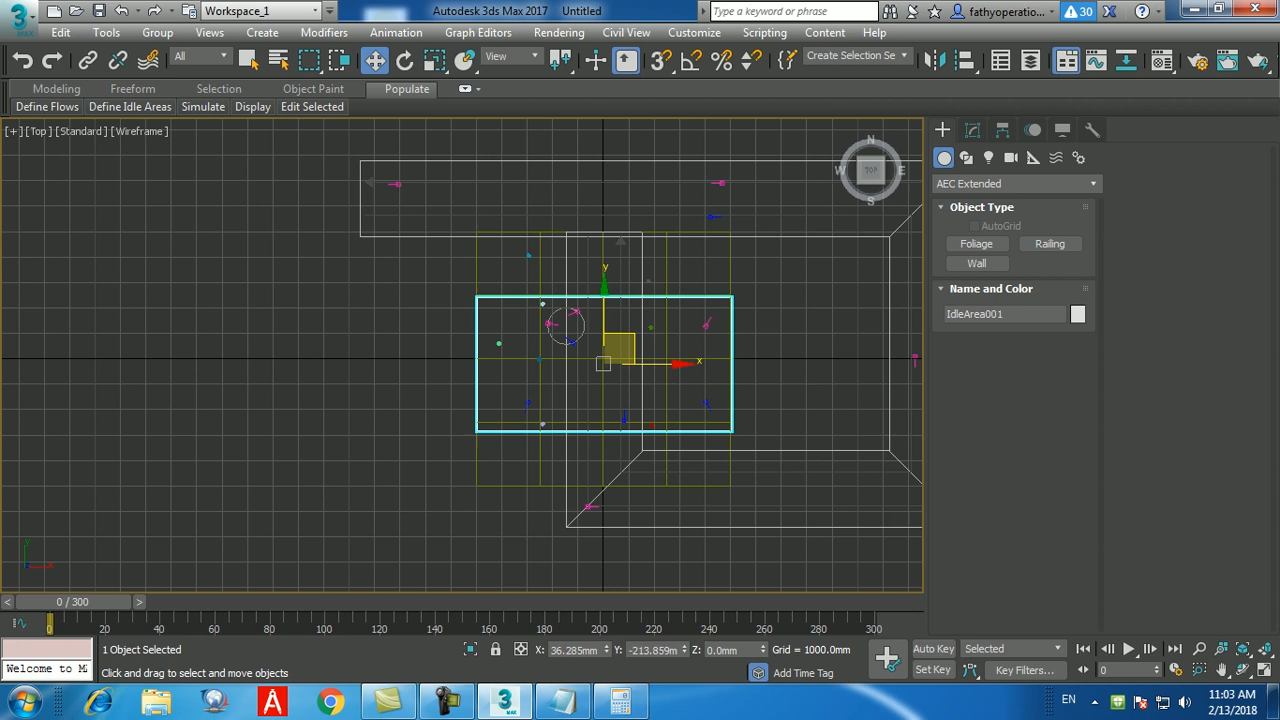 3 MAX
Workspace_1
Autodesk 3ds Max 2017    Untitled
Type a keyword or phrase
fathyoperation...
30
Edit Tools Group Views Create Modifiers Animation Graph Editors Rendering Civil View Customize Scripting Content Help
All
View
Create Selection Se
Modeling Freeform Selection Object Paint Populate
Define Flows Define Idle Areas Simulate Display Edit Selected
[+] [Top] [Standard] [Wireframe]
N
W TOP E
S
AEC Extended
Object Type
AutoGrid
Foliage Railing
Wall
Name and Color
IdleArea001
y
x
y
x
< 0 / 300 >
0 20 40 60 80 100 120 140 160 180 200 220 240 260 280 300
1 Object Selected
X: 36.285mm Y: -213.859m Z: 0.0mm Grid = 1000.0mm
Auto Key Selected
Welcome to M
Click and drag to select and move objects
Add Time Tag
Set Key Key Filters...
0
EN
11:03 AM
2/13/2018